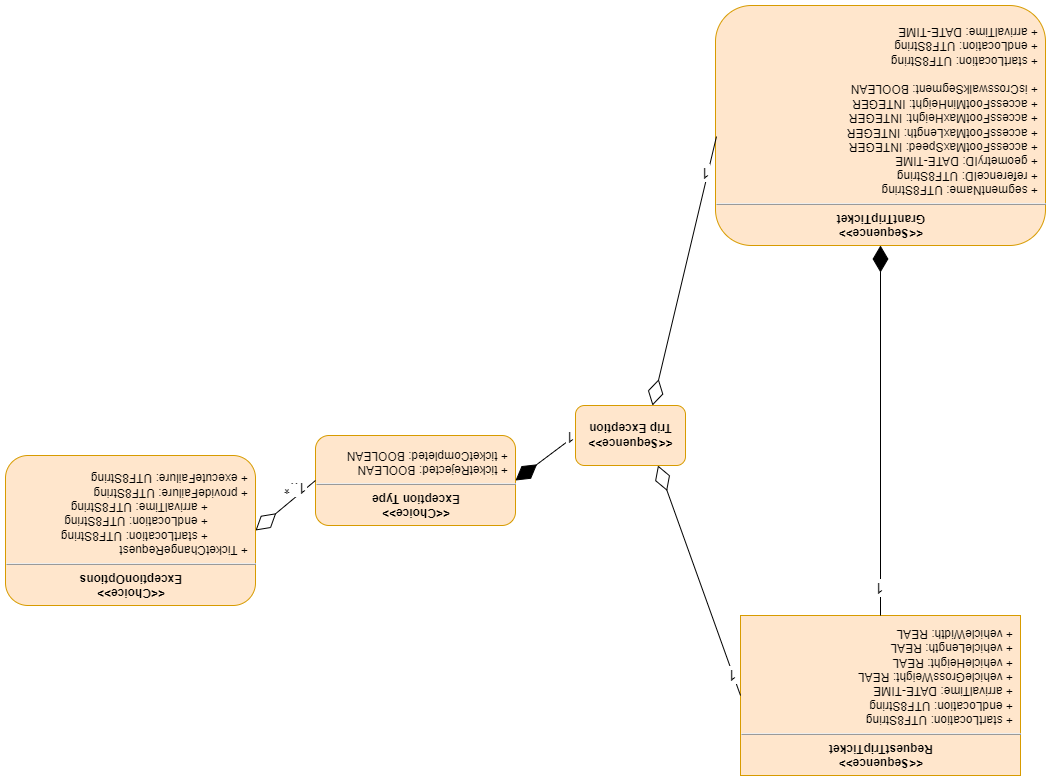 <<Sequence>>
RequestTripTicket
+ startLocation: UTF8String
+ endLocation: UTF8String
+ arrivalTime: DATE-TIME
+ vehicleGrossWeight: REAL
+ vehicleHeight: REAL
+ vehicleLength: REAL
+ vehicleWidth: REAL
1
1
<<Sequence>>
Trip Exception
1
<<Choice>>
Exception Type
+ ticketRejected: BOOLEAN
+ ticketCompleted: BOOLEAN
1...*
<<Choice>>
ExceptionOptions
+ TicketChangeRequest
+ startLocation: UTF8String
+ endLocation: UTF8String
+ arrivalTime: UTF8String
+ provideFailure: UTF8String
+ executeFailure: UTF8String
<<Sequence>>
GrantTripTicket
+ segmentName: UTF8String
+ referenceID: UTF8String
+ geometryID: DATE-TIME
+ accessFootMaxSpeed: INTEGER
+ accessFootMaxLength: INTEGER
+ accessFootMaxHeight: INTEGER
+ accessFootMinHeight: INTEGER
+ isCrosswalkSegment: BOOLEAN
+ startLocation: UTF8String
+ endLocation: UTF8String
+ arrivalTime: DATE-TIME
1